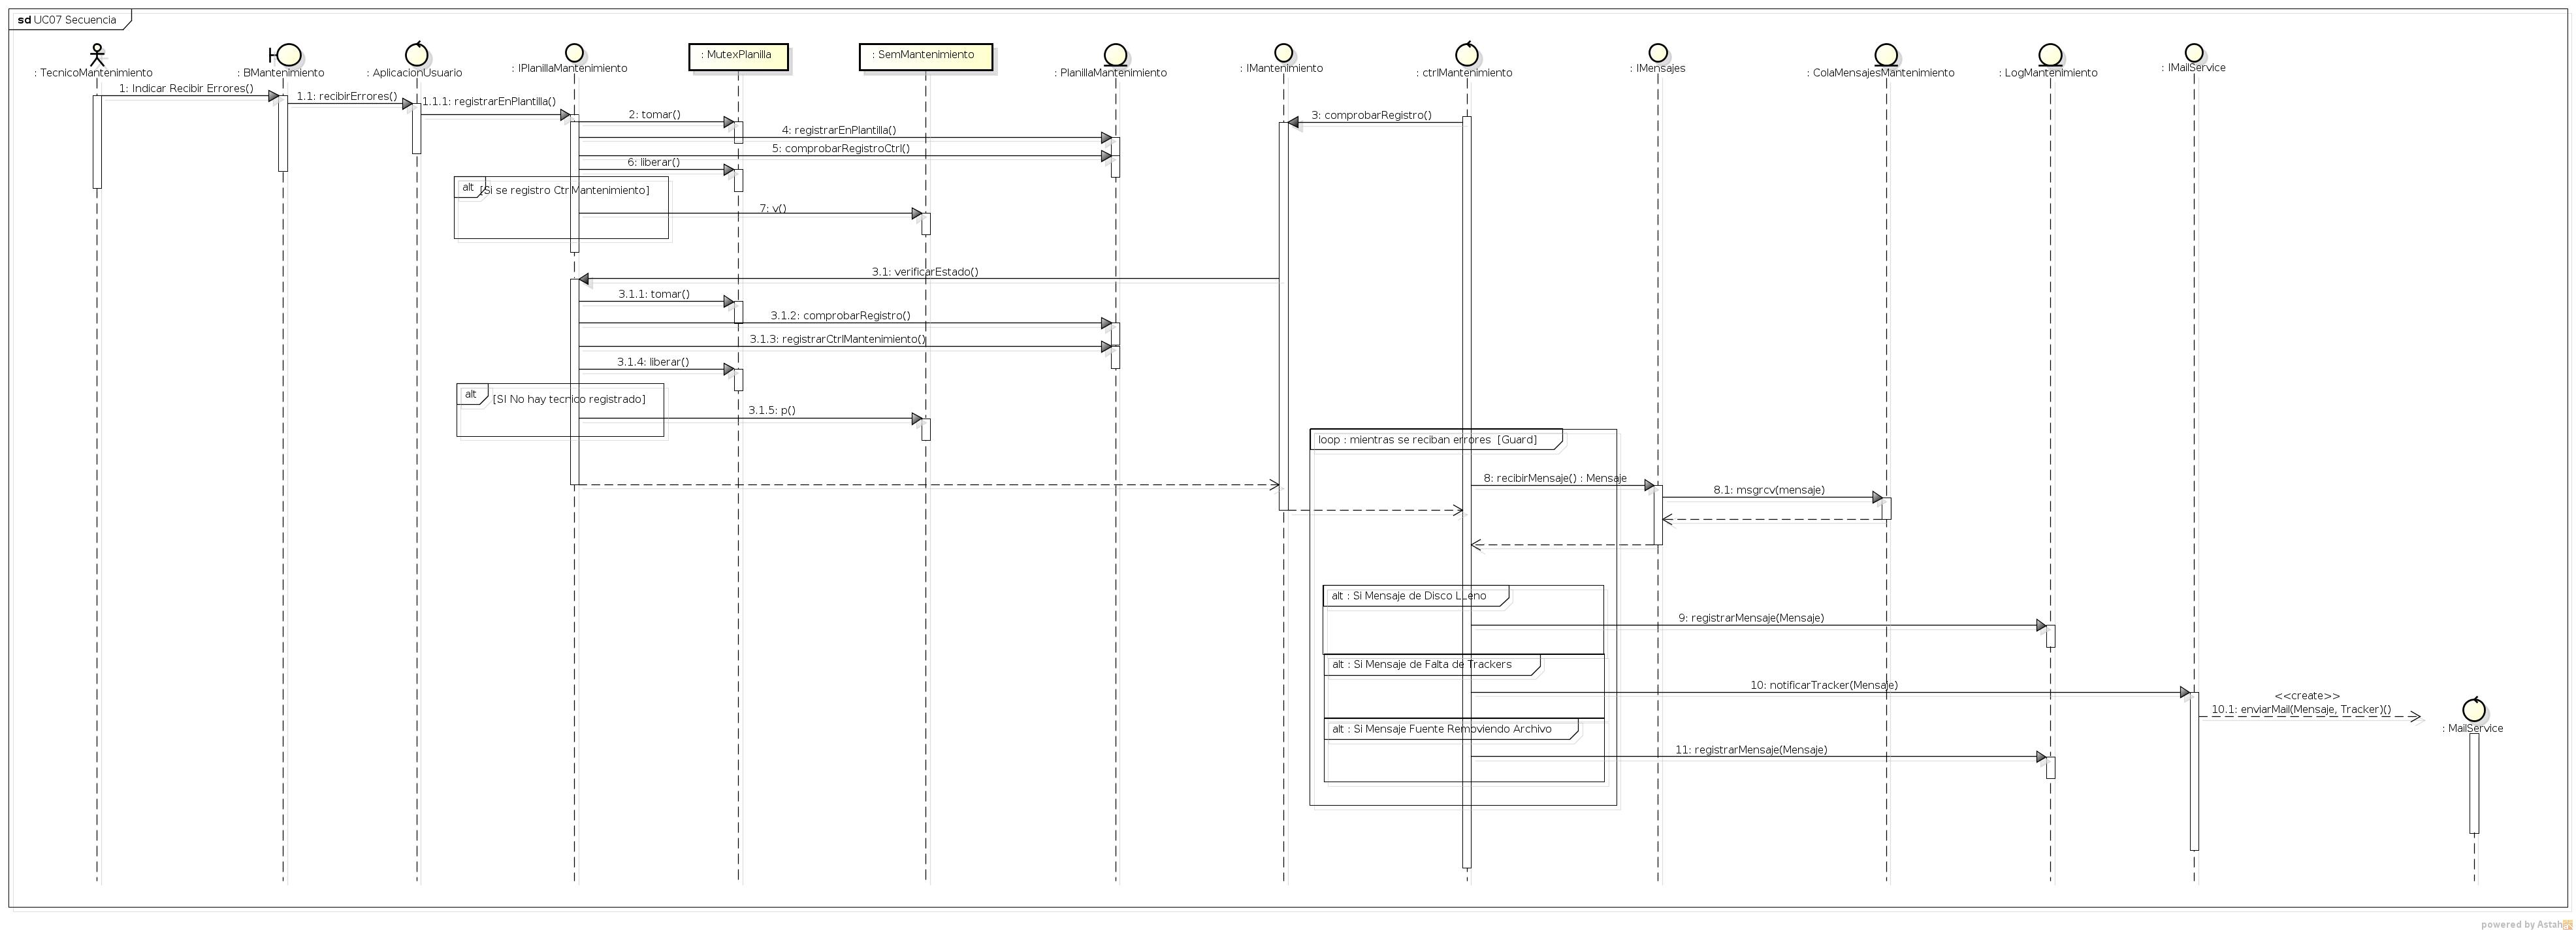 sd UC07 Secuencia
: TecnicoMantenimiento
: BMantenimiento
: AplicacionUsuario
: IPlanillaMantenimiento
: MutexPlanilla
: SemMantenimiento
: PlanillaMantenimiento
: IMantenimiento
: ctrlMantenimiento
: IMensajes
: ColaMensajesMantenimiento
: LogMantenimiento
: IMailService
1: Indicar Recibir Errores()
1.1: recibirErrores()
1.1.1: registrarEnPlantilla()
2: tomar()
3: comprobarRegistro()
4: registrarEnPlantilla()
5: comprobarRegistroCtrl()
6: liberar()
alt
[Si se registro CtrlMantenimiento]
7: v()
3.1: verificarEstado()
3.1.1: tomar()
3.1.2: comprobarRegistro()
3.1.3: registrarCtrlMantenimiento()
3.1.4: liberar()
alt
[SI No hay tecnico registrado]
3.1.5: p()
loop : mientras se reciban errores [Guard]
8: recibirMensaje() : Mensaje
8.1: msgrcv(mensaje)
alt : Si Mensaje de Disco LLeno
9: registrarMensaje(Mensaje)
alt : Si Mensaje de Falta de Trackers
10: notificarTracker(Mensaje)
<<create>>
10.1: enviarMail(Mensaje, Tracker)()
: MailService
alt : Si Mensaje Fuente Removiendo Archivo
11: registrarMensaje(Mensaje)
powered by Astah